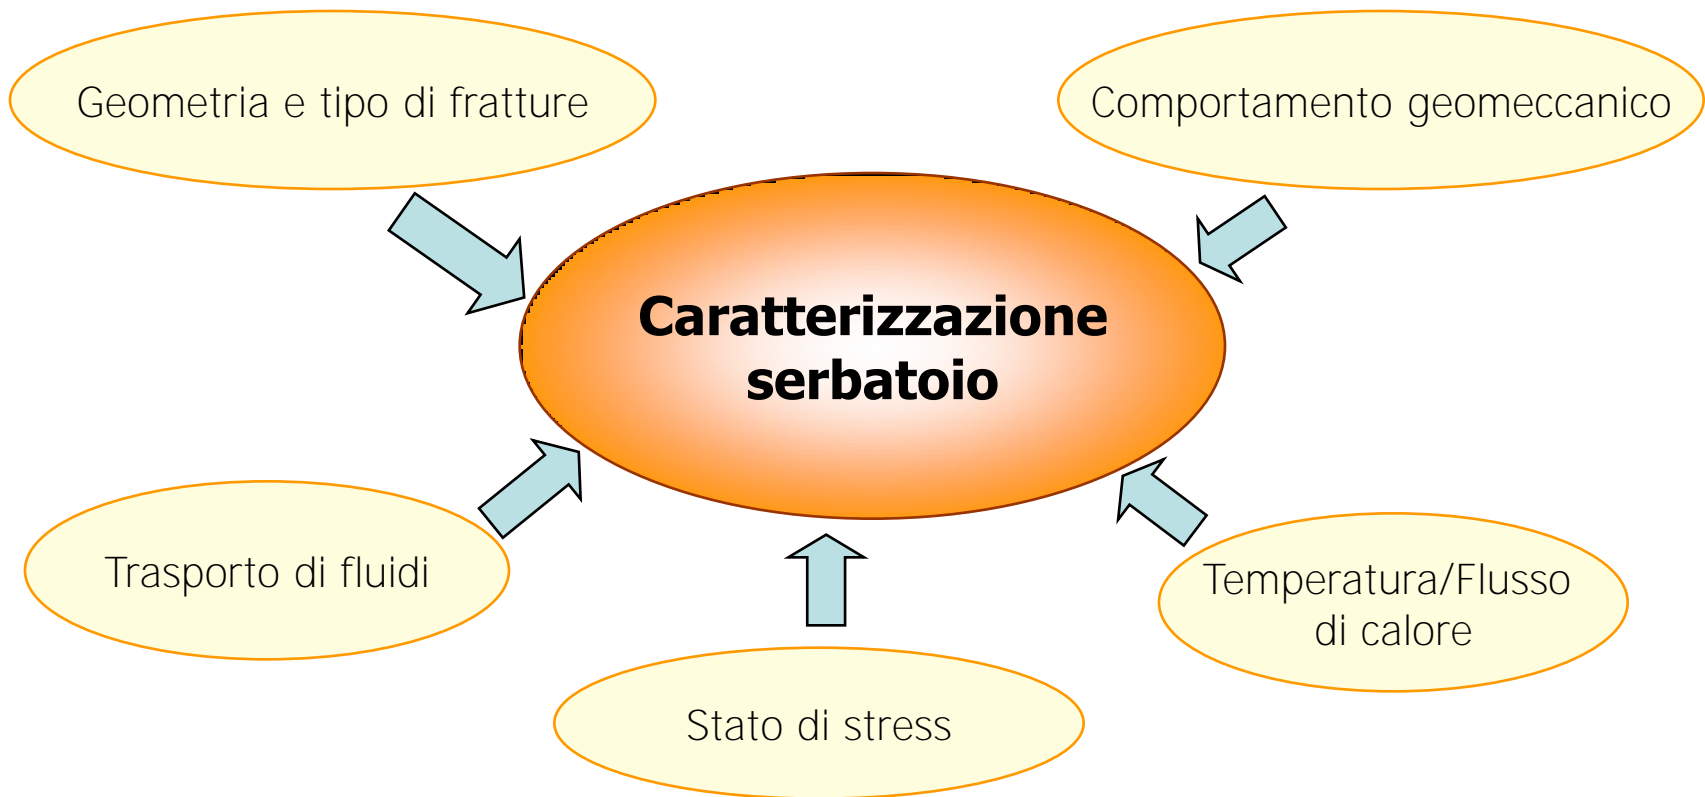 Geometria e tipo di fratture
Comportamento geomeccanico
Caratterizzazione
serbatoio
Trasporto di fluidi
Temperatura/Flusso
di calore
Stato di stress